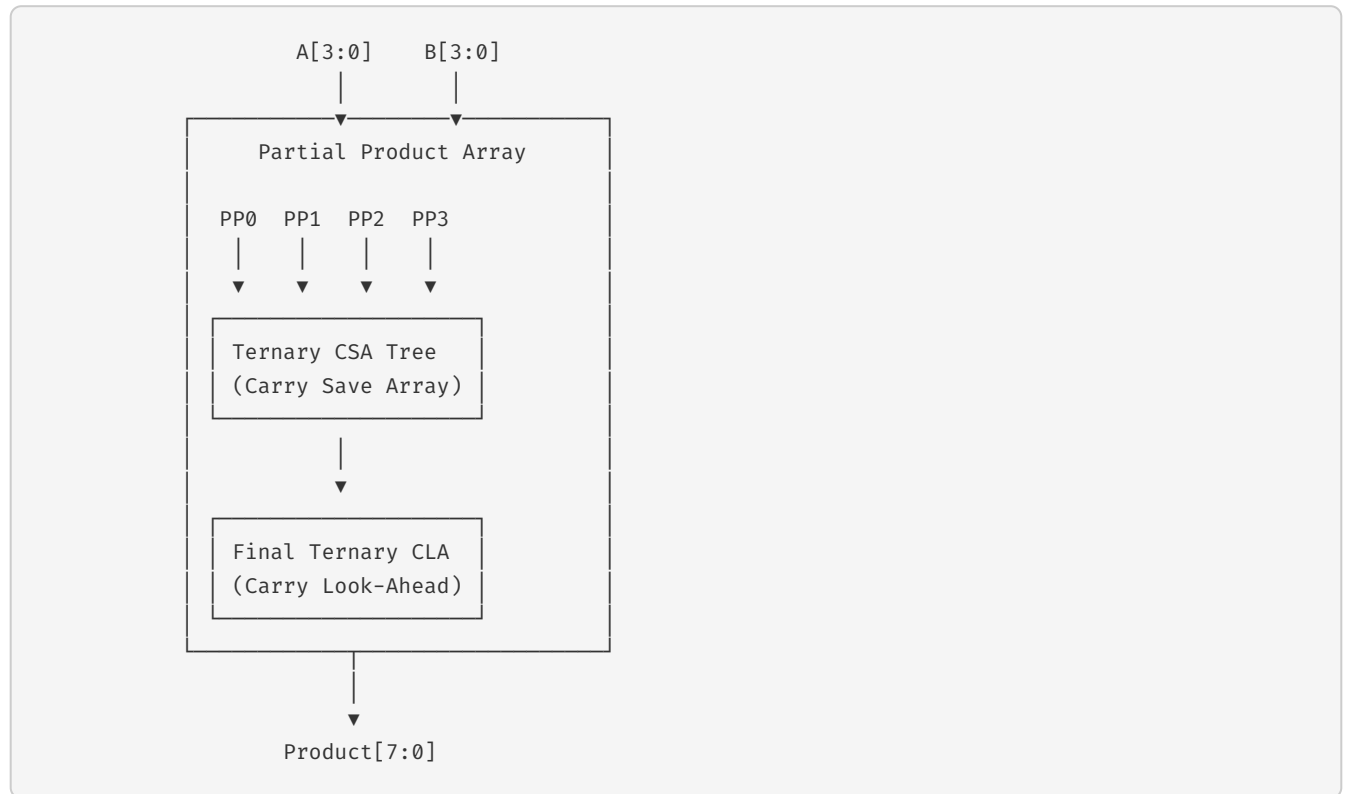 A[3:0] B[3:0]
Partial Product Array
PP0 PP1 PP2 PP3
Ternary CSA Tree
(Carry Save Array)
Final Ternary CLA
(Carry Look-Ahead)
Product[7:0]